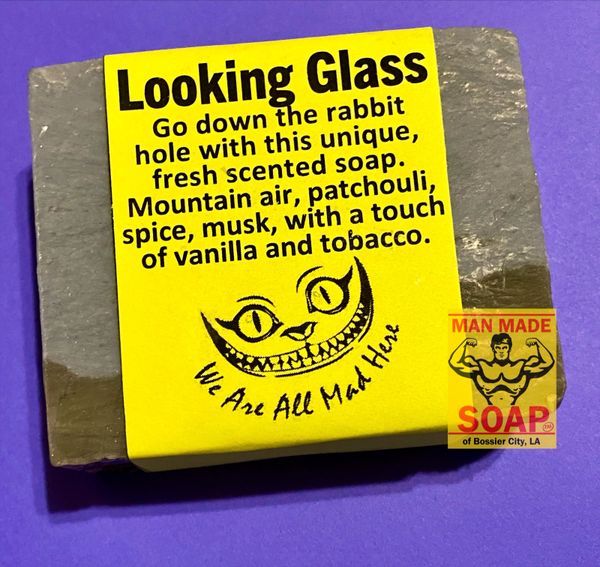 Looking Glass
Go down the rabbit
hole with this unique,
fresh scented soap.
Mountain air, patchouli,
spice, musk, with a touch
of vanilla and tobacco.
We Are All Mad Here
MAN MADE
SOAP TM
of Bossier City, LA